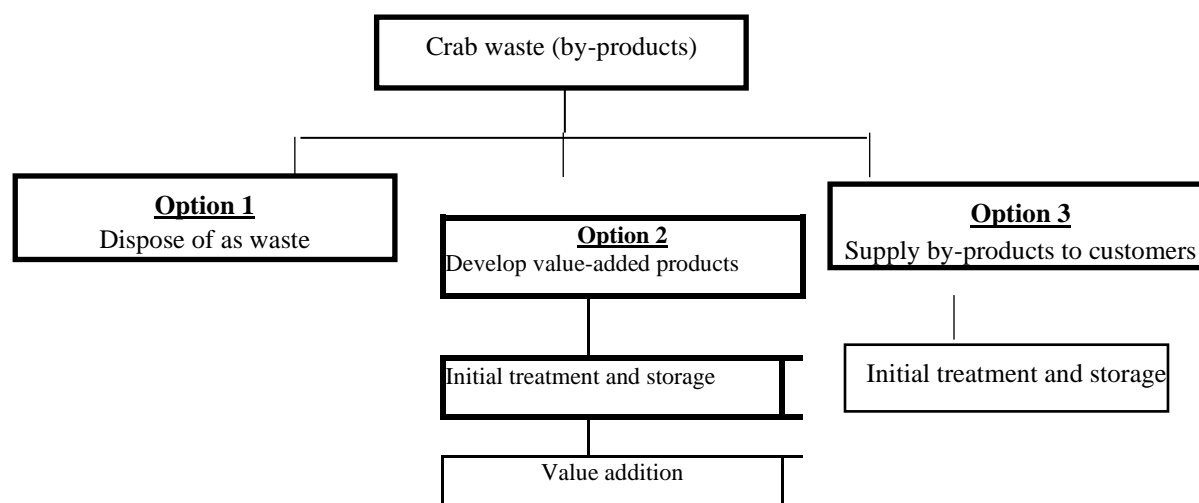 Crab waste (by-products)
Option 1
Dispose of as waste
Option 2
Develop value-added products
Option 3
Supply by-products to customers
Initial treatment and storage
Initial treatment and storage
Value addition